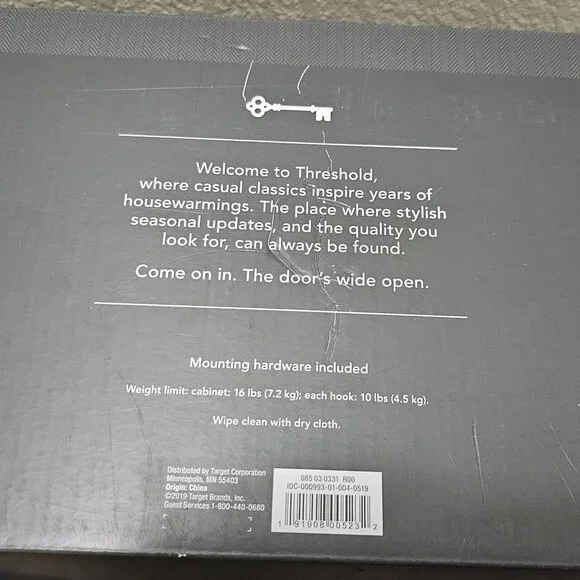 Welcome to Threshold,
where casual classics inspire years of
housewarmings. The place where stylish
seasonal updates, and the quality you
look for, can always be found.
Come on in. The door's wide open.
Mounting hardware included
Weight limit: cabinet: 16 lbs (7.2 kg); each hook: 10 lbs (4.5 kg).
Wipe clean with dry cloth.
Distributed by Target Corporation
Minneapolis, MN 55403
Origin: China
©2019 Target Brands, Inc.
Guest Services 1-800-440-0680
085 03 0331 R00
IDC-000993-01-004-0519
1 91908 00523 2